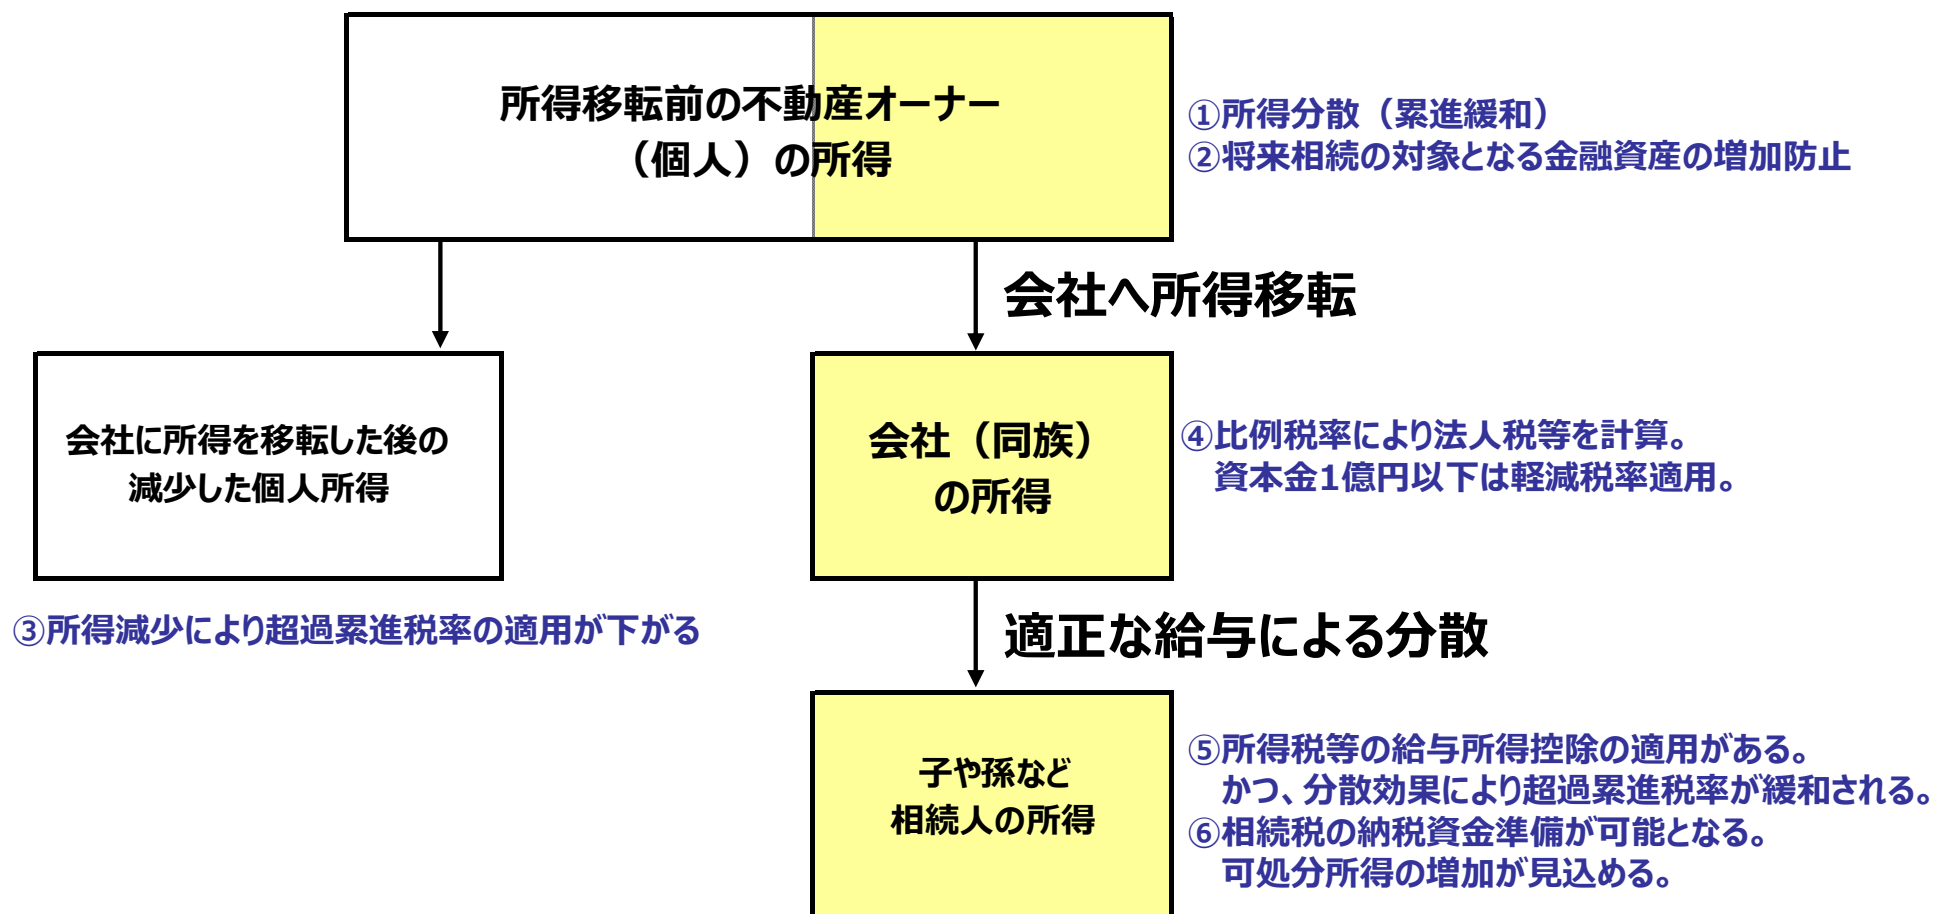 所得移転前の不動産オーナー
（個人）の所得
①所得分散（累進緩和）
②将来相続の対象となる金融資産の増加防止
会社へ所得移転
会社に所得を移転した後の
減少した個人所得
会社（同族）
の所得
④比例税率により法人税等を計算。
資本金1億円以下は軽減税率適用。
③所得減少により超過累進税率の適用が下がる
適正な給与による分散
子や孫など
相続人の所得
⑤所得税等の給与所得控除の適用がある。
かつ、分散効果により超過累進税率が緩和される。
⑥相続税の納税資金準備が可能となる。
可処分所得の増加が見込める。